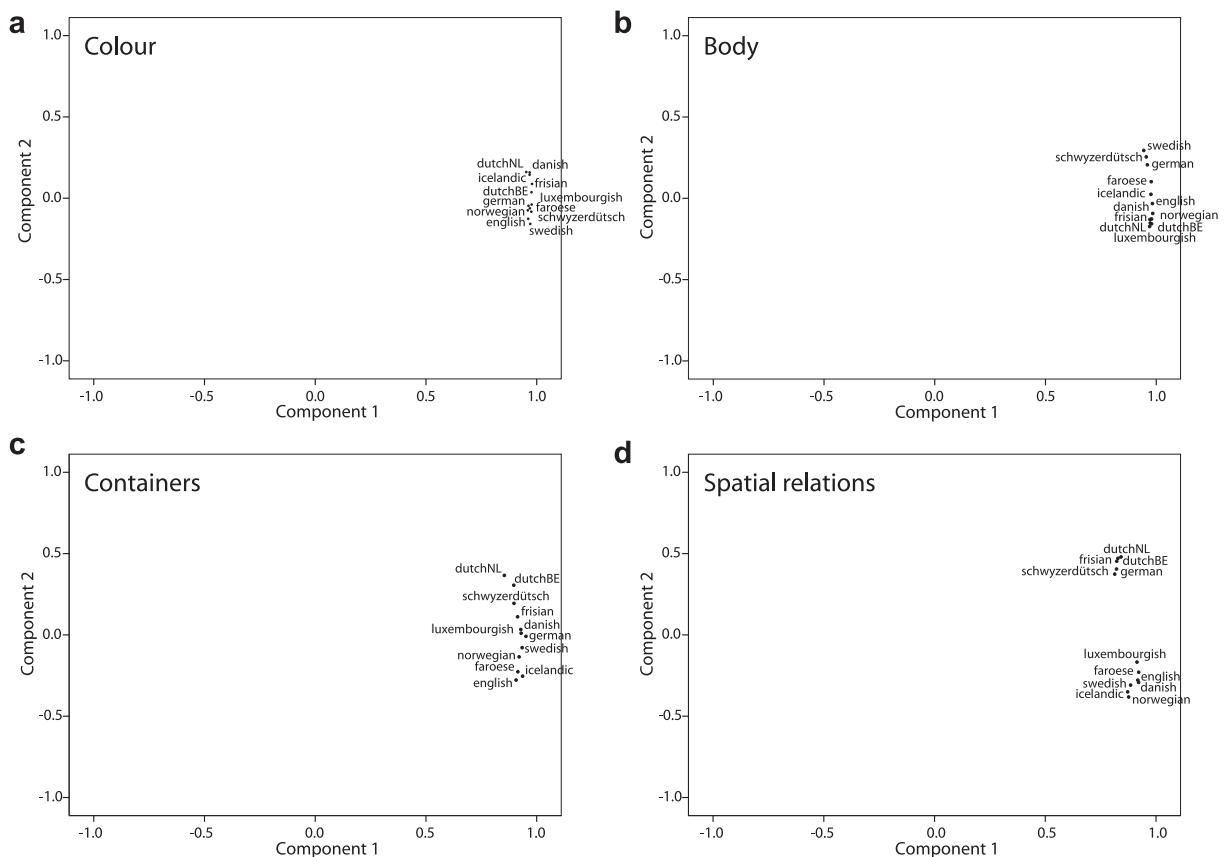 a
Colour
1.0
0.5
0.0
-0.5
-1.0
Component 2
dutchNL
danish
icelandic
frisian
dutchBE
luxembourgish
german
faroese
norwegian
schwyzerdütsch
english
swedish
-1.0 -0.5 0.0 0.5 1.0
Component 1
b
Body
1.0
0.5
0.0
-0.5
-1.0
Component 2
swedish
schwyzerdütsch
german
faroese
icelandic
english
danish
norwegian
frisian
dutchNL
dutchBE
luxembourgish
-1.0 -0.5 0.0 0.5 1.0
Component 1
c
Containers
1.0
0.5
0.0
-0.5
-1.0
Component 2
dutchNL
dutchBE
schwyzerdütsch
frisian
danish
luxembourgish
german
swedish
norwegian
faroese
icelandic
english
-1.0 -0.5 0.0 0.5 1.0
Component 1
d
Spatial relations
1.0
0.5
0.0
-0.5
-1.0
Component 2
dutchNL
frisian
dutchBE
schwyzerdütsch
german
luxembourgish
faroese
english
swedish
danish
icelandic
norwegian
-1.0 -0.5 0.0 0.5 1.0
Component 1